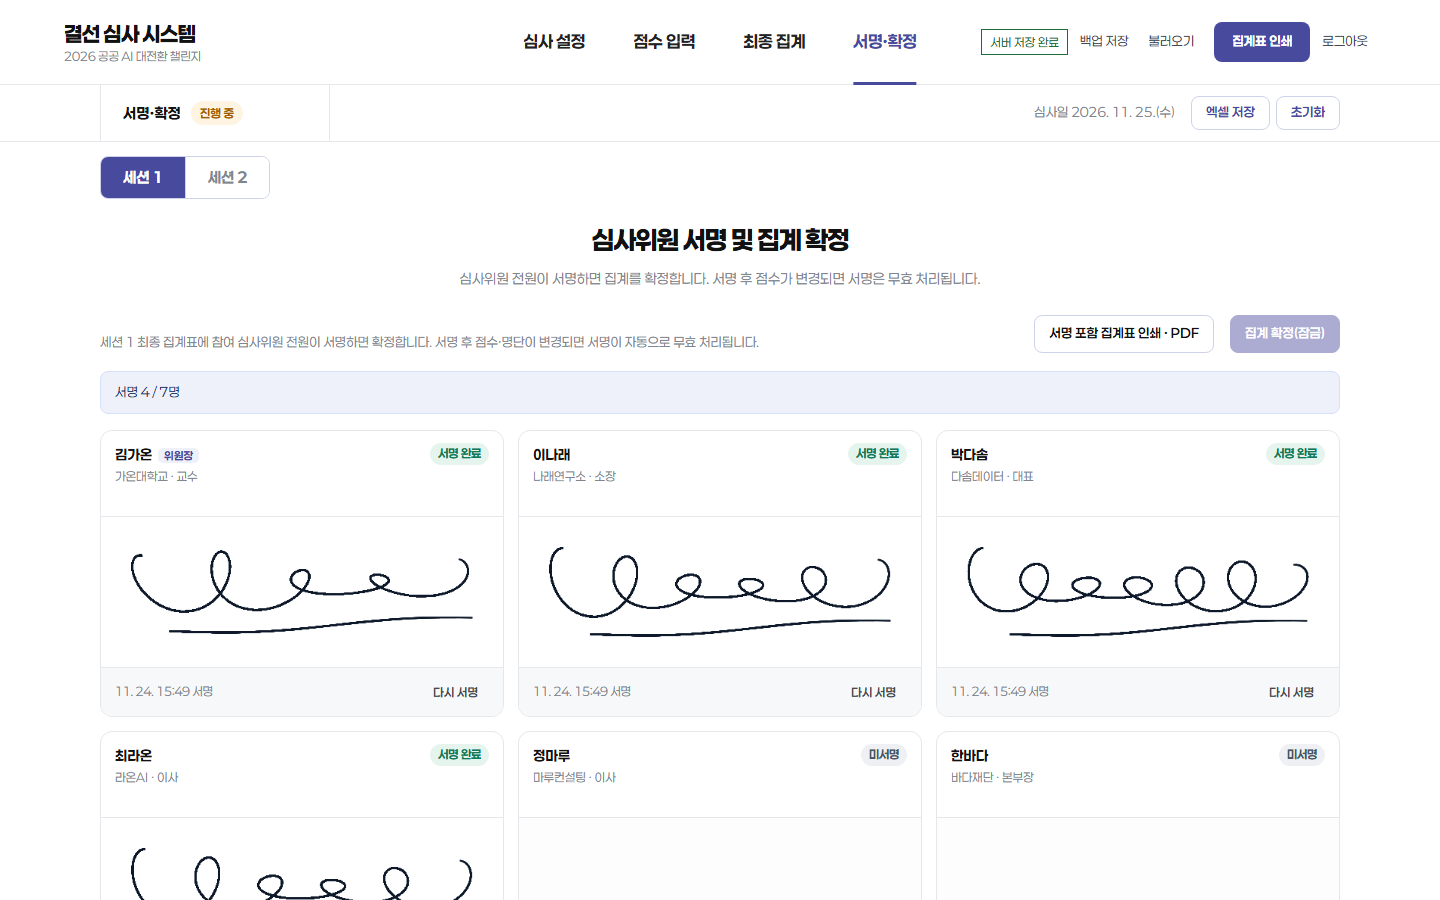 결선 심사 시스템
2026 공공 AI 대전환 챌린지
심사 설정 점수 입력 최종 집계 서명·확정
서버 저장 완료 백업 저장 불러오기 집계표 인쇄 로그아웃
서명·확정 진행 중
심사일 2026. 11. 25.(수) 엑셀 저장 초기화
세션 1 세션 2
심사위원 서명 및 집계 확정
심사위원 전원이 서명하면 집계를 확정합니다. 서명 후 점수가 변경되면 서명은 무효 처리됩니다.
세션 1 최종 집계표에 참여 심사위원 전원이 서명하면 확정합니다. 서명 후 점수·명단이 변경되면 서명이 자동으로 무효 처리됩니다.
서명 포함 집계표 인쇄 · PDF 집계 확정(잠금)
서명 4 / 7명
김가온 위원장 서명 완료
가온대학교 · 교수
11. 24. 15:49 서명 다시 서명
이나래 서명 완료
나래연구소 · 소장
11. 24. 15:49 서명 다시 서명
박다솜 서명 완료
다솜데이터 · 대표
11. 24. 15:49 서명 다시 서명
최라온 서명 완료
라온AI · 이사
정마루 미서명
마루컨설팅 · 이사
한바다 미서명
바다재단 · 본부장